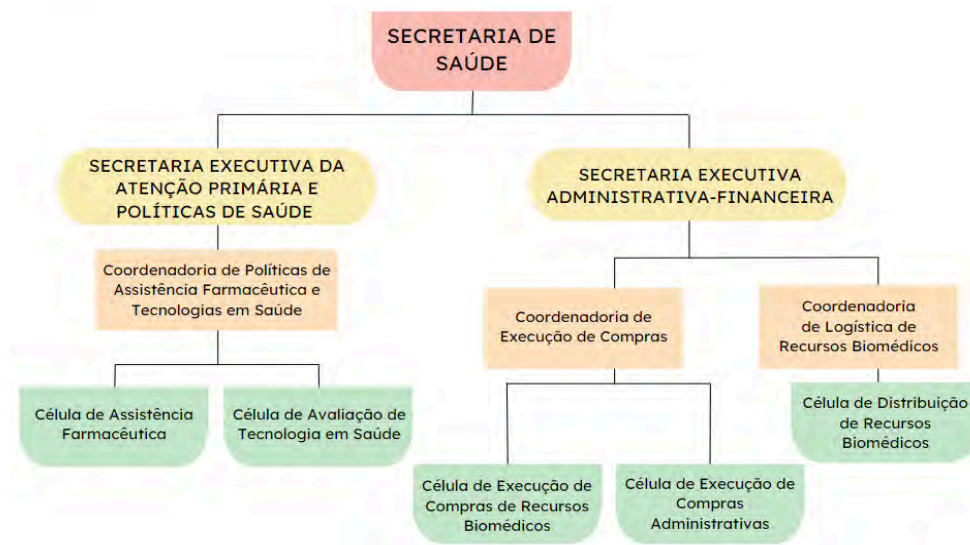 SECRETARIA DE
SAÚDE
SECRETARIA EXECUTIVA DA
ATENÇÃO PRIMÁRIA E
POLÍTICAS DE SAÚDE
SECRETARIA EXECUTIVA
ADMINISTRATIVA-FINANCEIRA
Coordenadoria de Políticas de
Assistência Farmacêutica e
Tecnologias em Saúde
Coordenadoria de
Execução de Compras
Coordenadoria
de Logística de
Recursos Biomédicos
Célula de Assistência
Farmacêutica
Célula de Avaliação de
Tecnologia em Saúde
Célula de Distribuição
de Recursos
Biomédicos
Célula de Execução de
Compras de Recursos
Biomédicos
Célula de Execução de
Compras
Administrativas